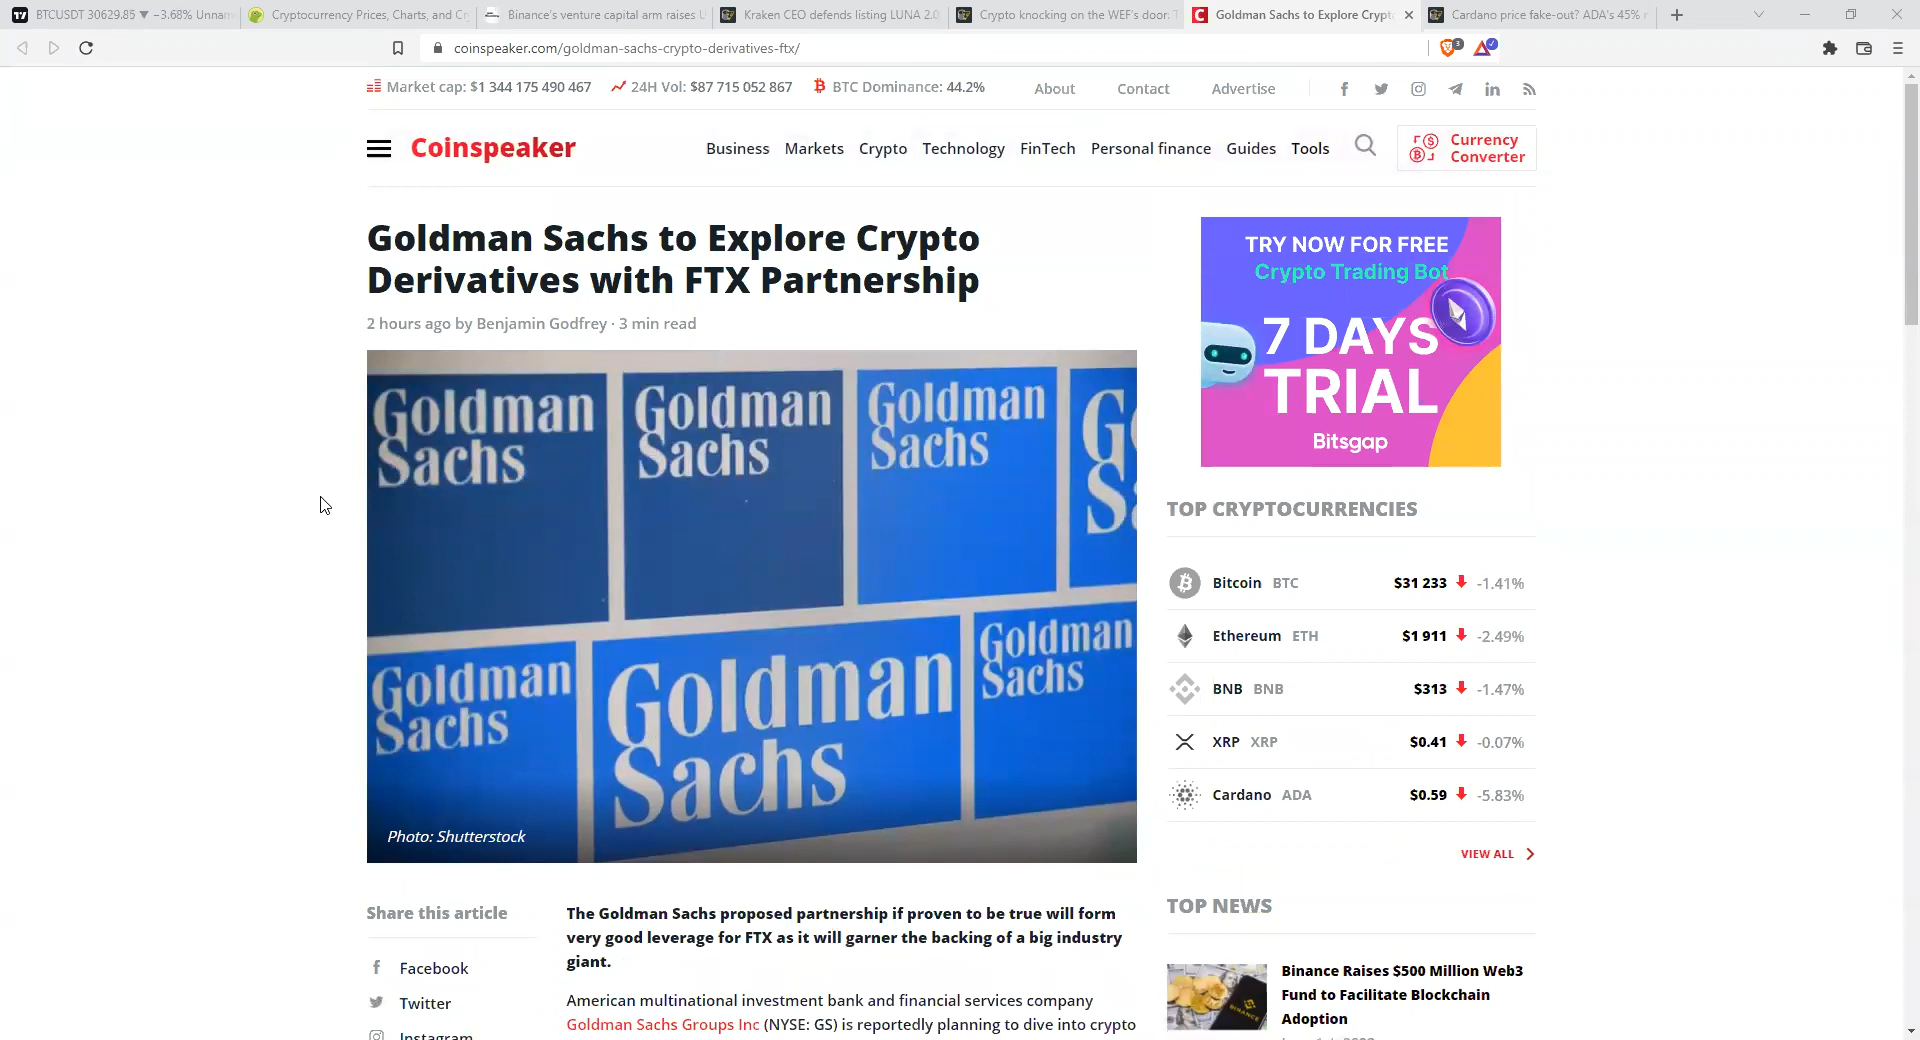 BTCUSDT 30629.85 ▼ −3.68% Unnam
Cryptocurrency Prices, Charts, and Cr
Binance's venture capital arm raises U
Kraken CEO defends listing LUNA 2.0
Crypto knocking on the WEF's door: T
Goldman Sachs to Explore Crypto
Cardano price fake-out? ADA's 45% r
coinspeaker.com/goldman-sachs-crypto-derivatives-ftx/
3
Market cap: $1 344 175 490 467
24H Vol: $87 715 052 867
BTC Dominance: 44.2%
About
Contact
Advertise
Coinspeaker
Business
Markets
Crypto
Technology
FinTech
Personal finance
Guides
Tools
Currency
Converter
Goldman Sachs to Explore Crypto
Derivatives with FTX Partnership
2 hours ago by Benjamin Godfrey · 3 min read
Goldman
Sachs
Goldman
Sachs
Goldman
Sachs
G
Sa
Goldman
Sachs
Goldman
Sachs
Goldman
Sachs
Photo: Shutterstock
TRY NOW FOR FREE
Crypto Trading Bot
7 DAYS
TRIAL
Bitsgap
TOP CRYPTOCURRENCIES
Bitcoin BTC $31 233 -1.41%
Ethereum ETH $1 911 -2.49%
BNB BNB $313 -1.47%
XRP XRP $0.41 -0.07%
Cardano ADA $0.59 -5.83%
VIEW ALL
Share this article
Facebook
Twitter
Instagram
The Goldman Sachs proposed partnership if proven to be true will form
very good leverage for FTX as it will garner the backing of a big industry
giant.
American multinational investment bank and financial services company
Goldman Sachs Groups Inc (NYSE: GS) is reportedly planning to dive into crypto
TOP NEWS
Binance Raises $500 Million Web3
Fund to Facilitate Blockchain
Adoption